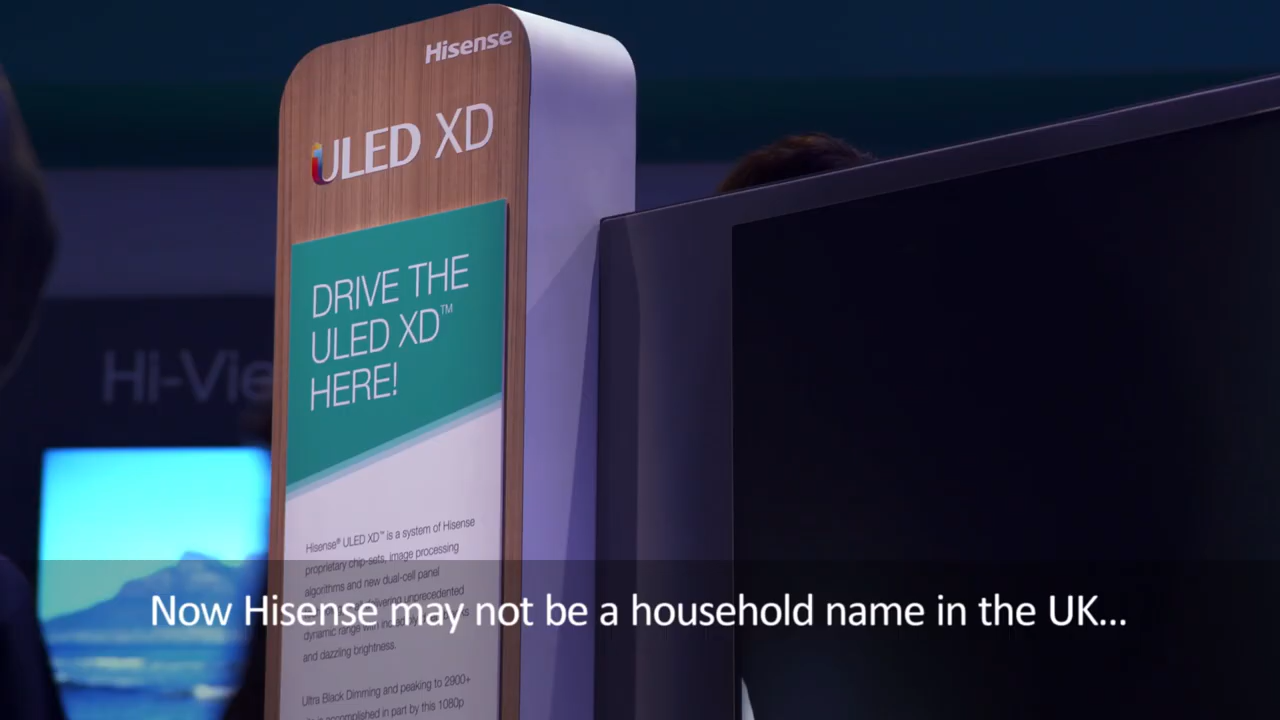 Hisense
ULED XD
DRIVE THE
ULED XD™
HERE!
Hi-Vie
Hisense® ULED XD™ is a system of Hisense
proprietary chip-sets, image processing
algorithms and new dual-cell panel
delivering unprecedented
dynamic range with
and dazzling brightness.
Ultra Black Dimming and peaking to 2900+
accomplished in part by this 1080p
Now Hisense may not be a household name in the UK...